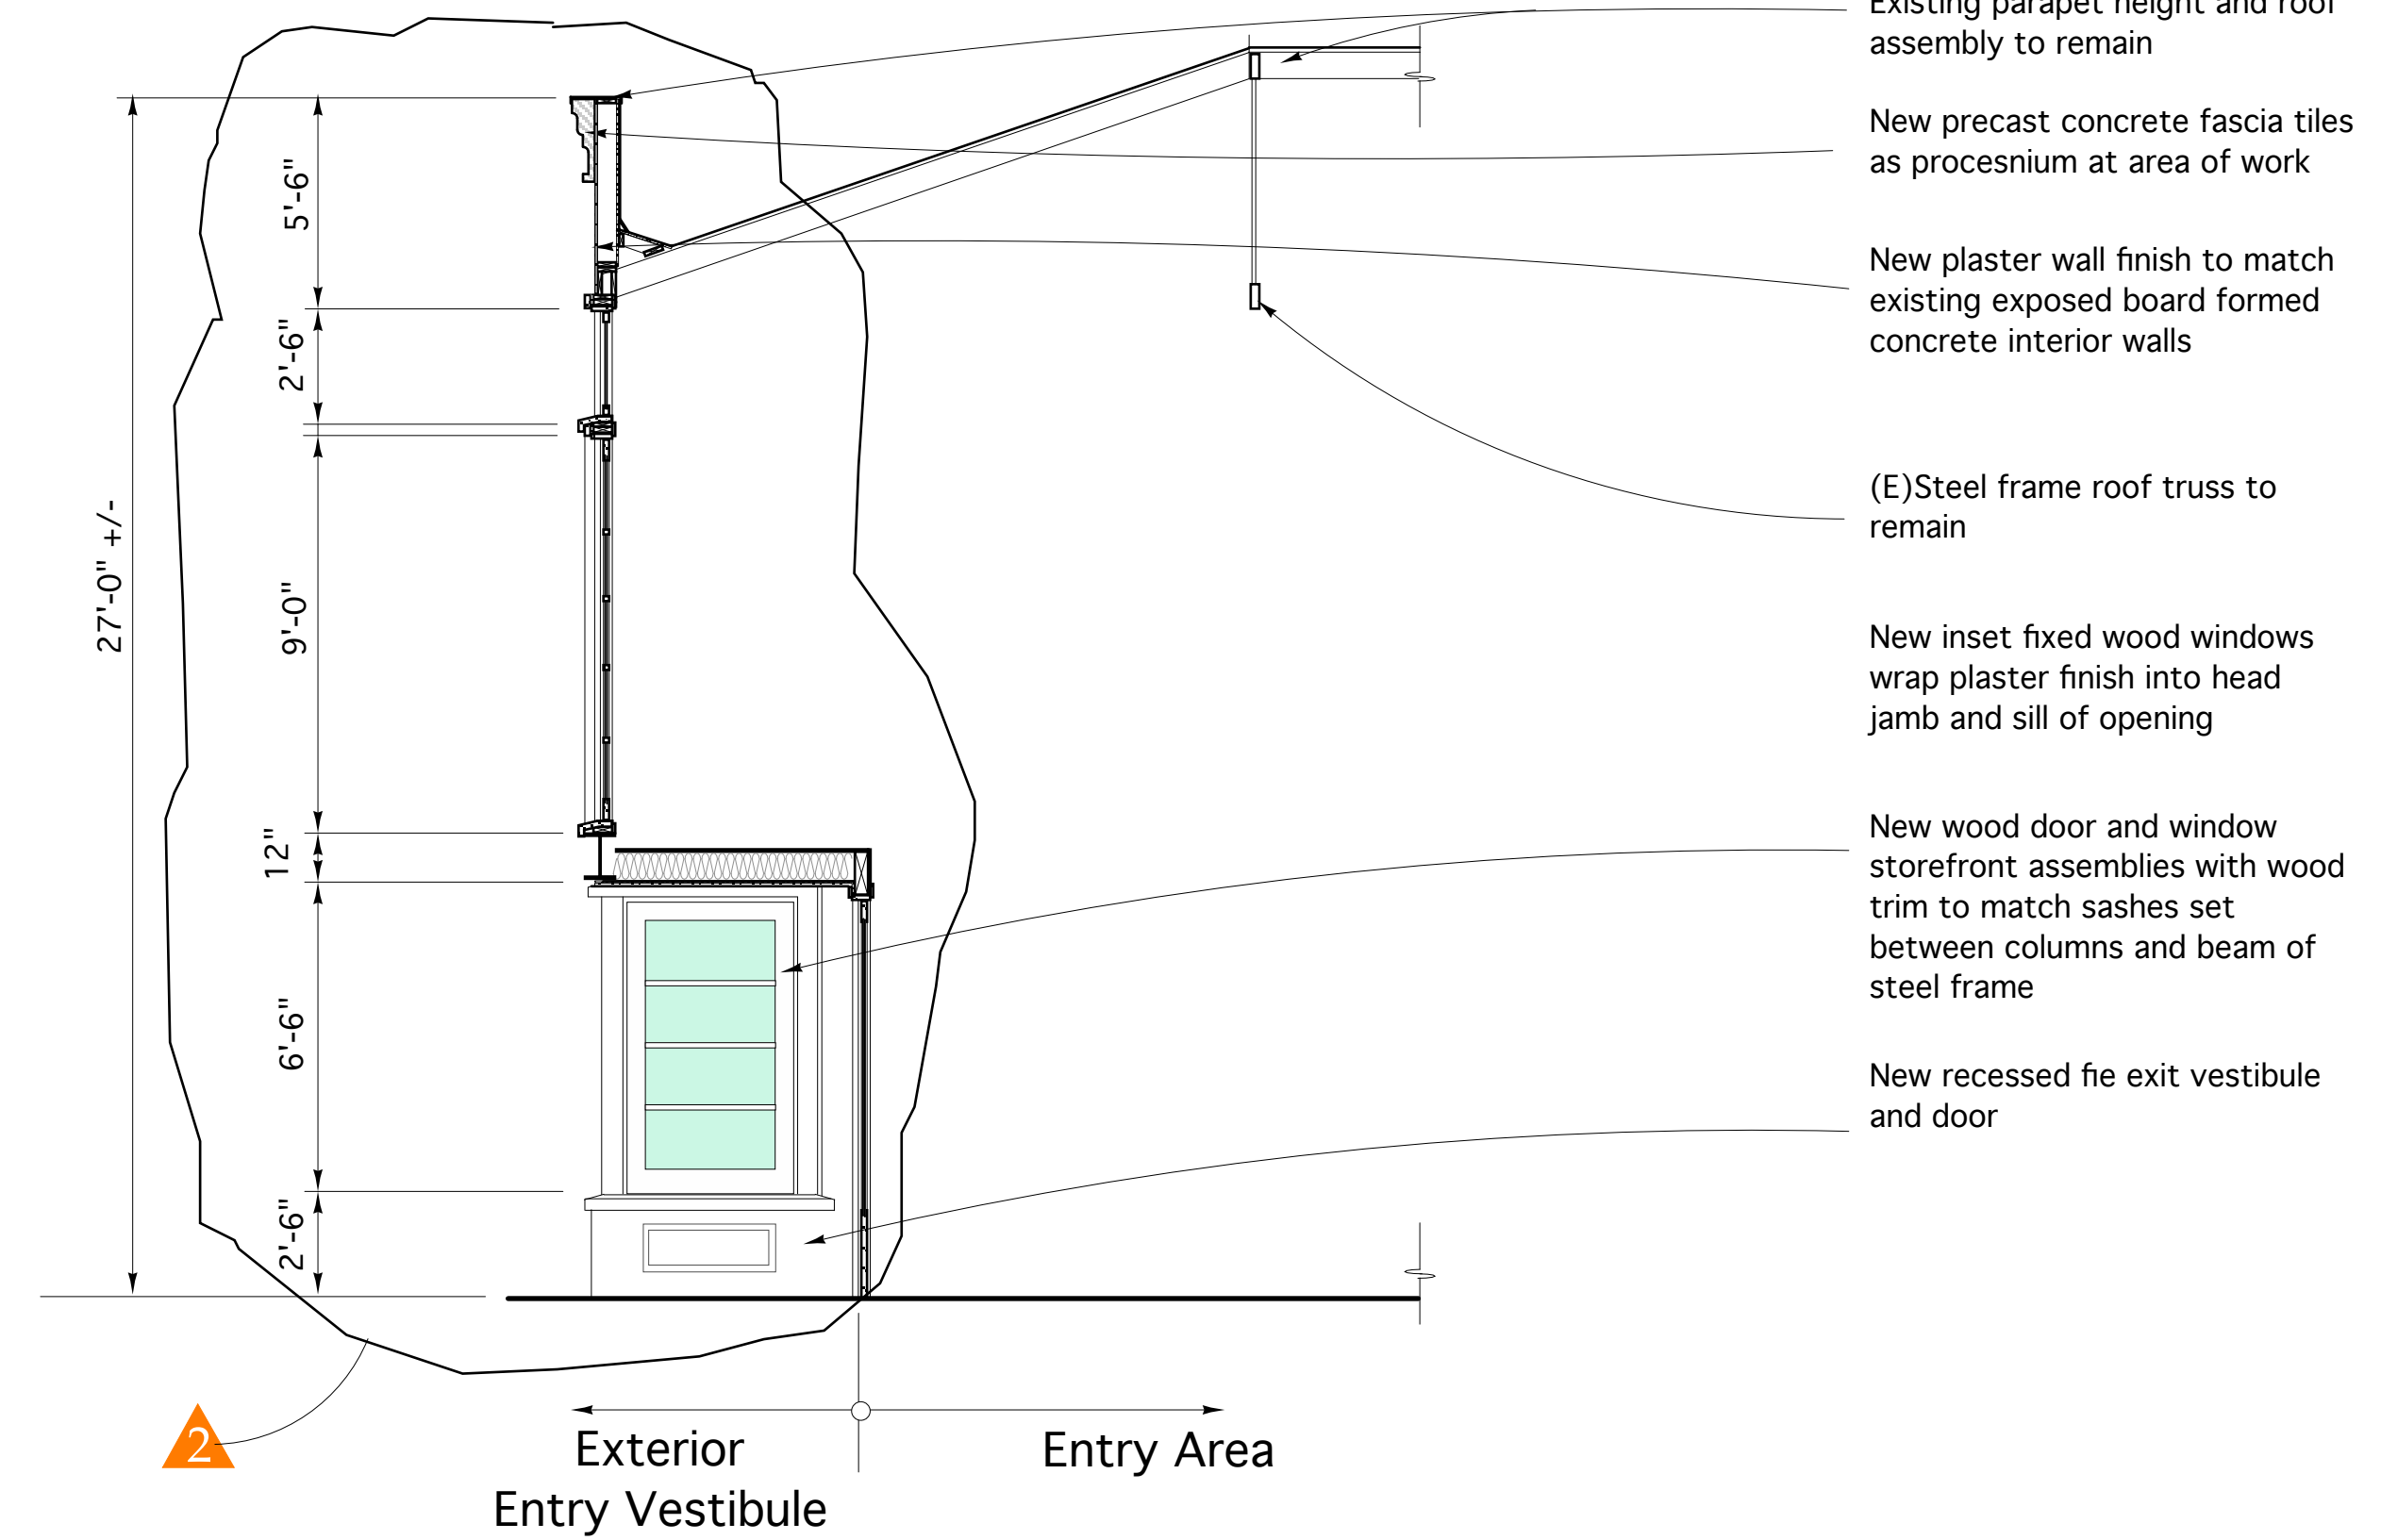 Existing parapet height and roof
assembly to remain
New precast concrete fascia tiles
as procesnium at area of work
New plaster wall finish to match
existing exposed board formed
concrete interior walls
(E)Steel frame roof truss to
remain
New inset fixed wood windows
wrap plaster finish into head
jamb and sill of opening
New wood door and window
storefront assemblies with wood
trim to match sashes set
between columns and beam of
steel frame
New recessed fie exit vestibule
and door
27'-0" +/-
5'-6"
2'-6"
9'-0"
12"
6'-6"
2'-6"
2
Exterior
Entry Vestibule
Entry Area